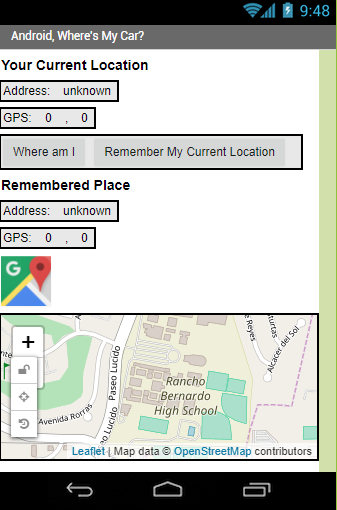 9:48
Android, Where's My Car?
Your Current Location
Address: unknown
GPS: 0 , 0
Where am I Remember My Current Location
Remembered Place
Address: unknown
GPS: 0 , 0
G
Paseo Lucido
Reyes
Alcacer del Sol
+
Rancho
Bernardo
High School
Avenida Rorras
Paseo Lucido
Leaflet | Map data © OpenStreetMap contributors